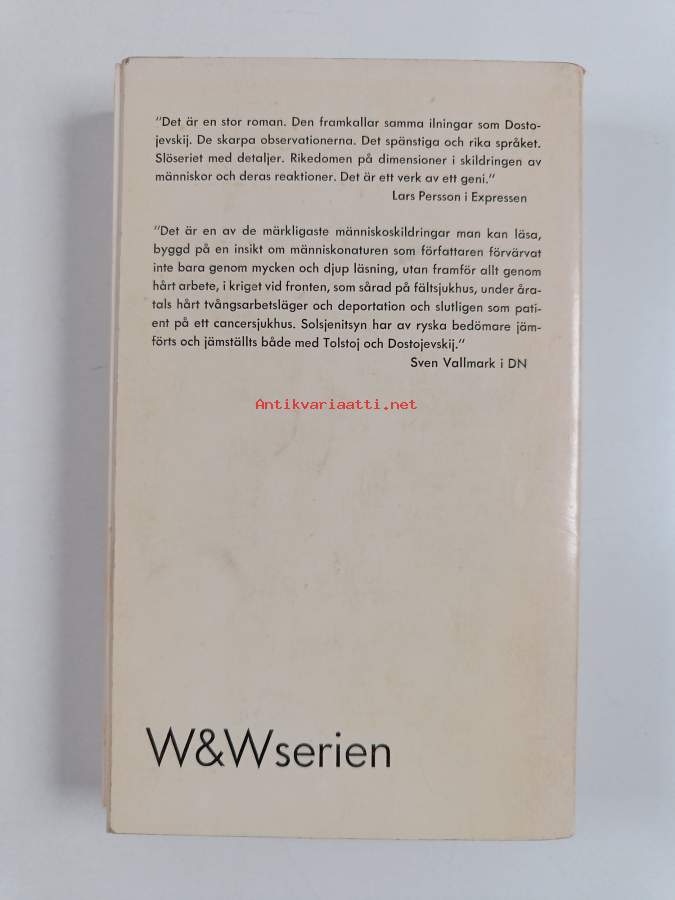 "Det är en stor roman. Den framkallar samma ilningar som Dosto-
jevskij. De skarpa observationerna. Det spänstiga och rika språket.
Slöseriet med detaljer. Rikedomen på dimensioner i skildringen av
människor och deras reaktioner. Det är ett verk av ett geni."
Lars Persson i Expressen
"Det är en av de märkligaste människoskildringar man kan läsa,
byggd på en insikt om människonaturen som författaren förvärvat
inte bara genom mycken och djup läsning, utan framför allt genom
hårt arbete, i kriget vid fronten, som sårad på fältsjukhus, under åra-
tals hårt tvångsarbetsläger och deportation och slutligen som pati-
ent på ett cancersjukhus. Solsjenitsyn har av ryska bedömare jäm-
förts och jämställts både med Tolstoj och Dostojevskij."
Sven Vallmark i DN
Antikvariaatti.net
W&Wserien